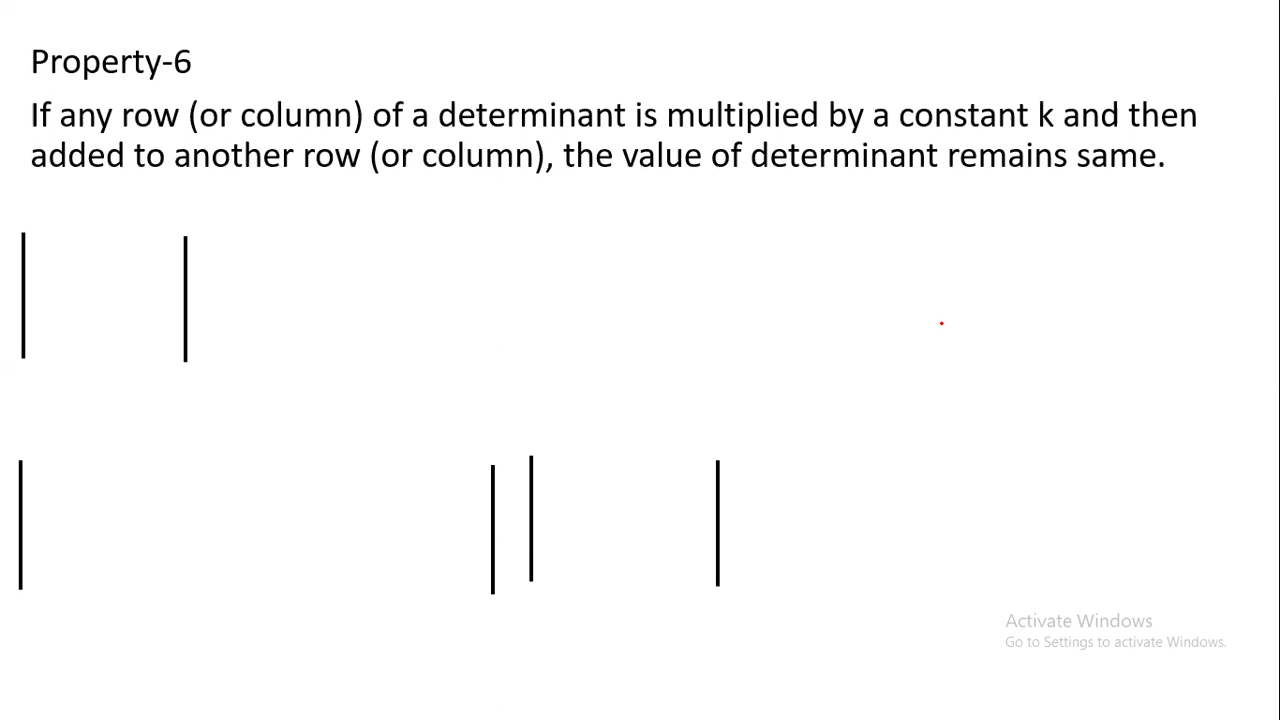 Property-6
If any row (or column) of a determinant is multiplied by a constant k and then
added to another row (or column), the value of determinant remains same.
Activate Windows
Go to Settings to activate Windows.